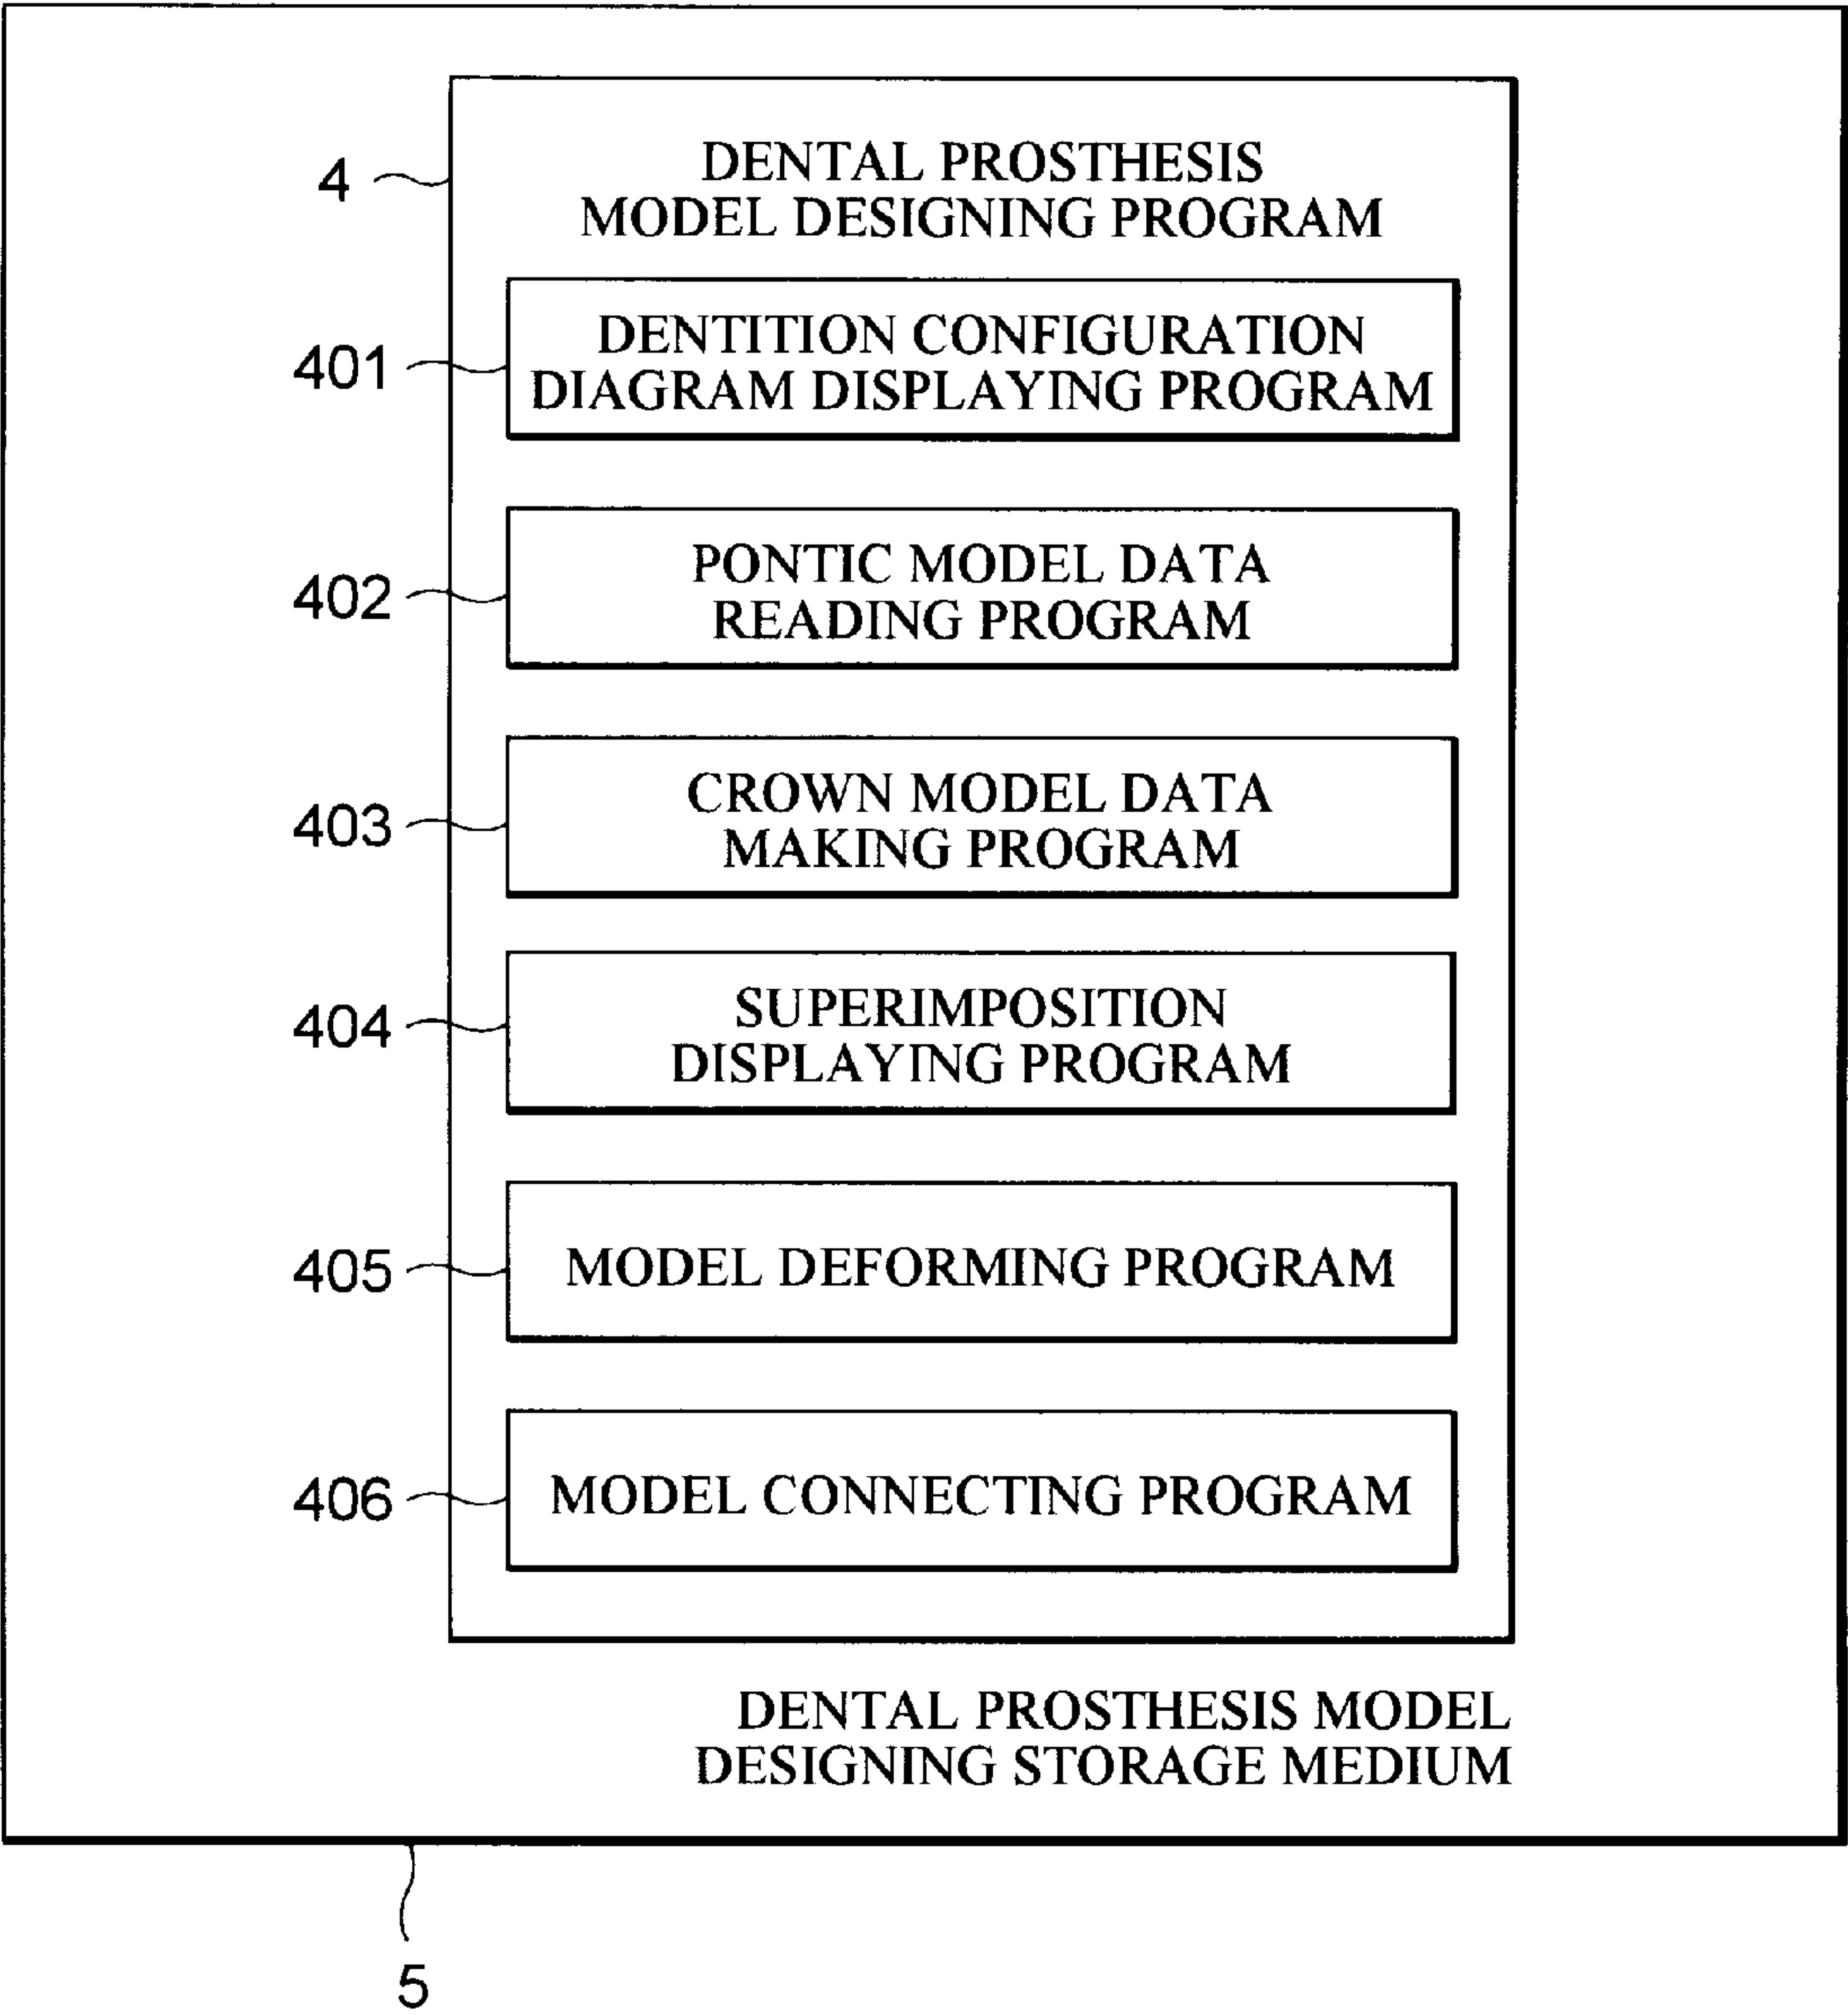 4
DENTAL PROSTHESIS
MODEL DESIGNING PROGRAM
401
DENTITION CONFIGURATION
DIAGRAM DISPLAYING PROGRAM
402
PONTIC MODEL DATA
READING PROGRAM
403
CROWN MODEL DATA
MAKING PROGRAM
404
SUPERIMPOSITION
DISPLAYING PROGRAM
405
MODEL DEFORMING PROGRAM
406
MODEL CONNECTING PROGRAM
DENTAL PROSTHESIS MODEL
DESIGNING STORAGE MEDIUM
5